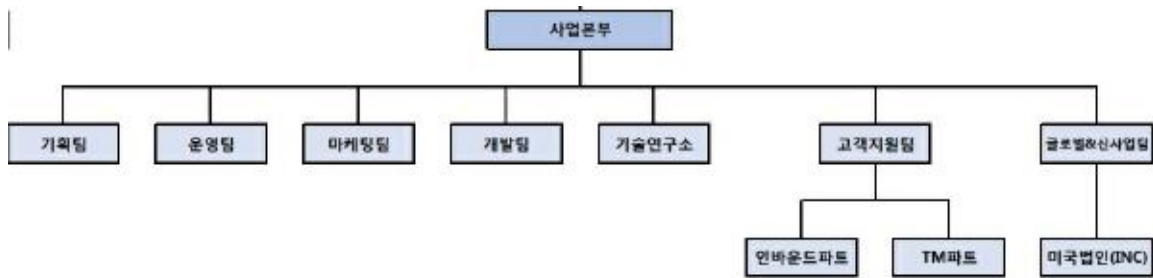 사업본부
기획팀
운영팀
마케팅팀
개발팀
기술연구소
고객지원팀
글로벌&신사업팀
인바운드파트
TM파트
미국법인(INC)